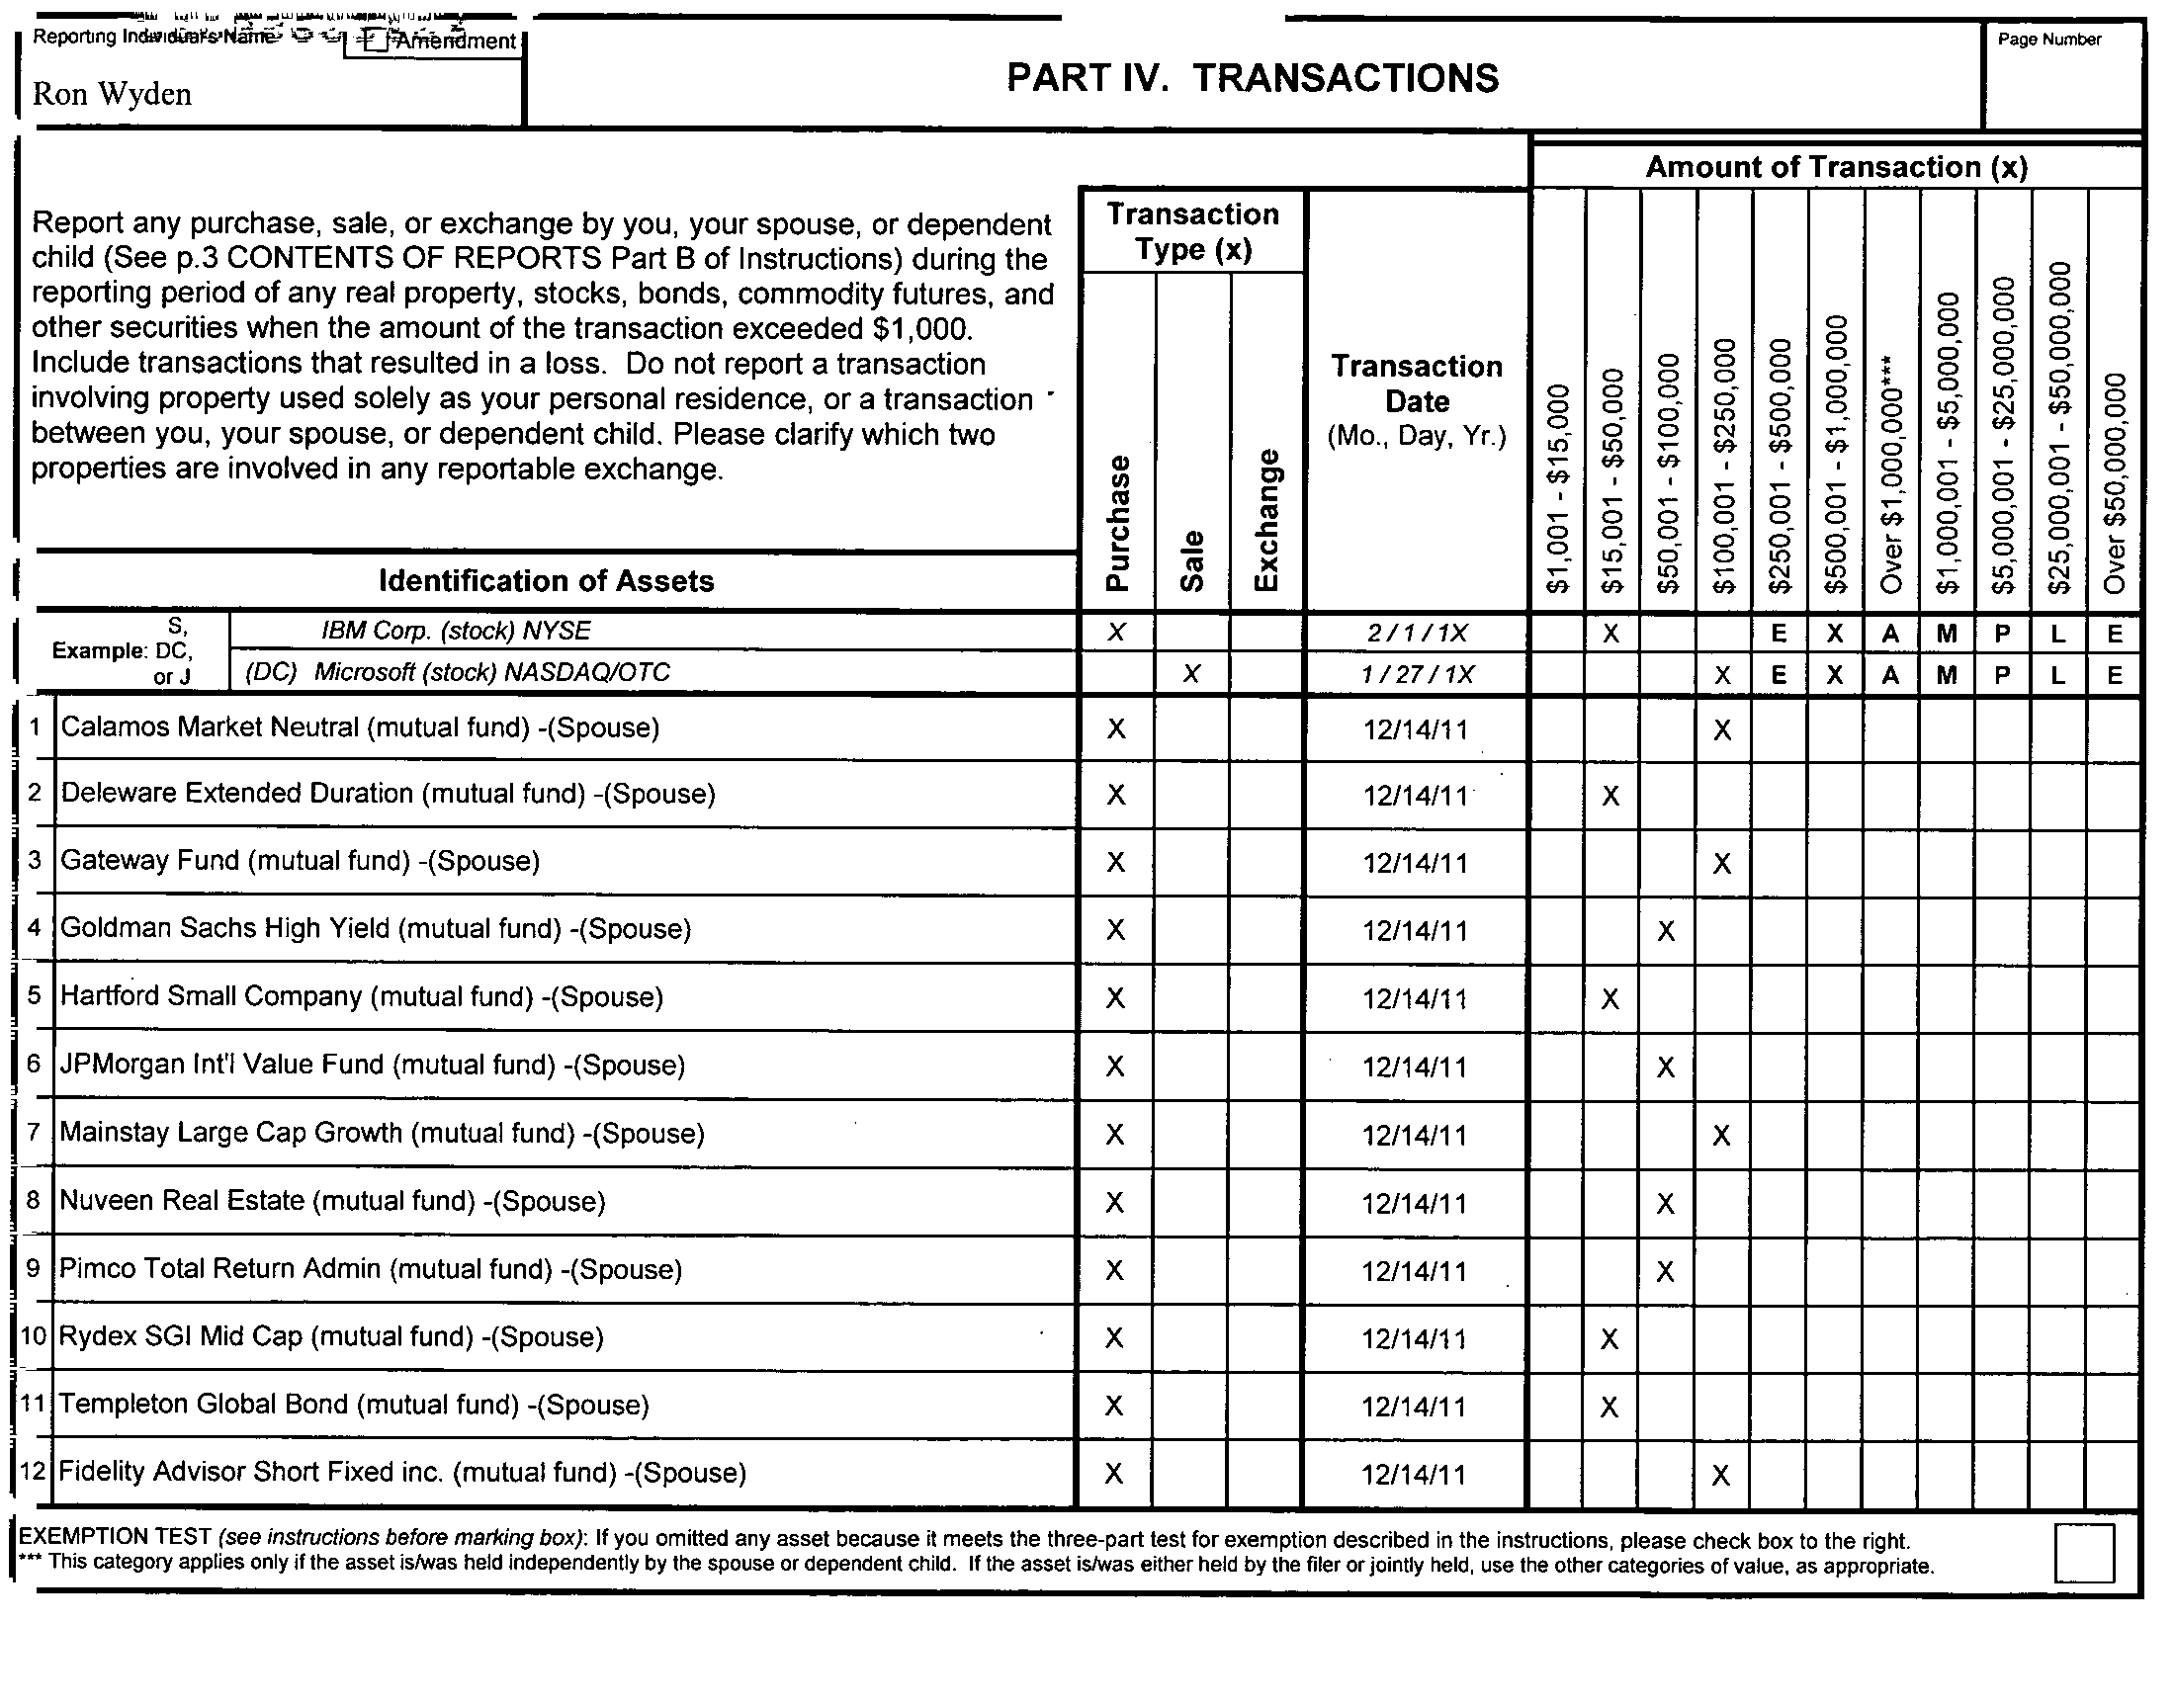 Reporting Individual's Name
Amendment
Ron Wyden
PART IV. TRANSACTIONS
Page Number
Report any purchase, sale, or exchange by you, your spouse, or dependent
child (See p.3 CONTENTS OF REPORTS Part B of Instructions) during the
reporting period of any real property, stocks, bonds, commodity futures, and
other securities when the amount of the transaction exceeded $1,000.
Include transactions that resulted in a loss. Do not report a transaction
involving property used solely as your personal residence, or a transaction
between you, your spouse, or dependent child. Please clarify which two
properties are involved in any reportable exchange.
Identification of Assets
Transaction
Type (x)
Purchase
Sale
Exchange
Transaction
Date
(Mo., Day, Yr.)
Amount of Transaction (x)
$1,001 - $15,000
$15,001 - $50,000
$50,001 - $100,000
$100,001 - $250,000
$250,001 - $500,000
$500,001 - $1,000,000
Over $1,000,000***
$1,000,001 - $5,000,000
$5,000,001 - $25,000,000
$25,000,001 - $50,000,000
Over $50,000,000
Example: S, DC, or J
IBM Corp. (stock) NYSE X 2/1/1X X E X A M P L E
(DC) Microsoft (stock) NASDAQ/OTC X 1/27/1X X E X A M P L E
1 Calamos Market Neutral (mutual fund) -(Spouse) X 12/14/11 X
2 Deleware Extended Duration (mutual fund) -(Spouse) X 12/14/11 X
3 Gateway Fund (mutual fund) -(Spouse) X 12/14/11 X
4 Goldman Sachs High Yield (mutual fund) -(Spouse) X 12/14/11 X
5 Hartford Small Company (mutual fund) -(Spouse) X 12/14/11 X
6 JPMorgan Int'l Value Fund (mutual fund) -(Spouse) X 12/14/11 X
7 Mainstay Large Cap Growth (mutual fund) -(Spouse) X 12/14/11 X
8 Nuveen Real Estate (mutual fund) -(Spouse) X 12/14/11 X
9 Pimco Total Return Admin (mutual fund) -(Spouse) X 12/14/11 X
10 Rydex SGI Mid Cap (mutual fund) -(Spouse) X 12/14/11 X
11 Templeton Global Bond (mutual fund) -(Spouse) X 12/14/11 X
12 Fidelity Advisor Short Fixed inc. (mutual fund) -(Spouse) X 12/14/11 X
EXEMPTION TEST (see instructions before marking box): If you omitted any asset because it meets the three-part test for exemption described in the instructions, please check box to the right.
*** This category applies only if the asset is/was held independently by the spouse or dependent child. If the asset is/was either held by the filer or jointly held, use the other categories of value, as appropriate.